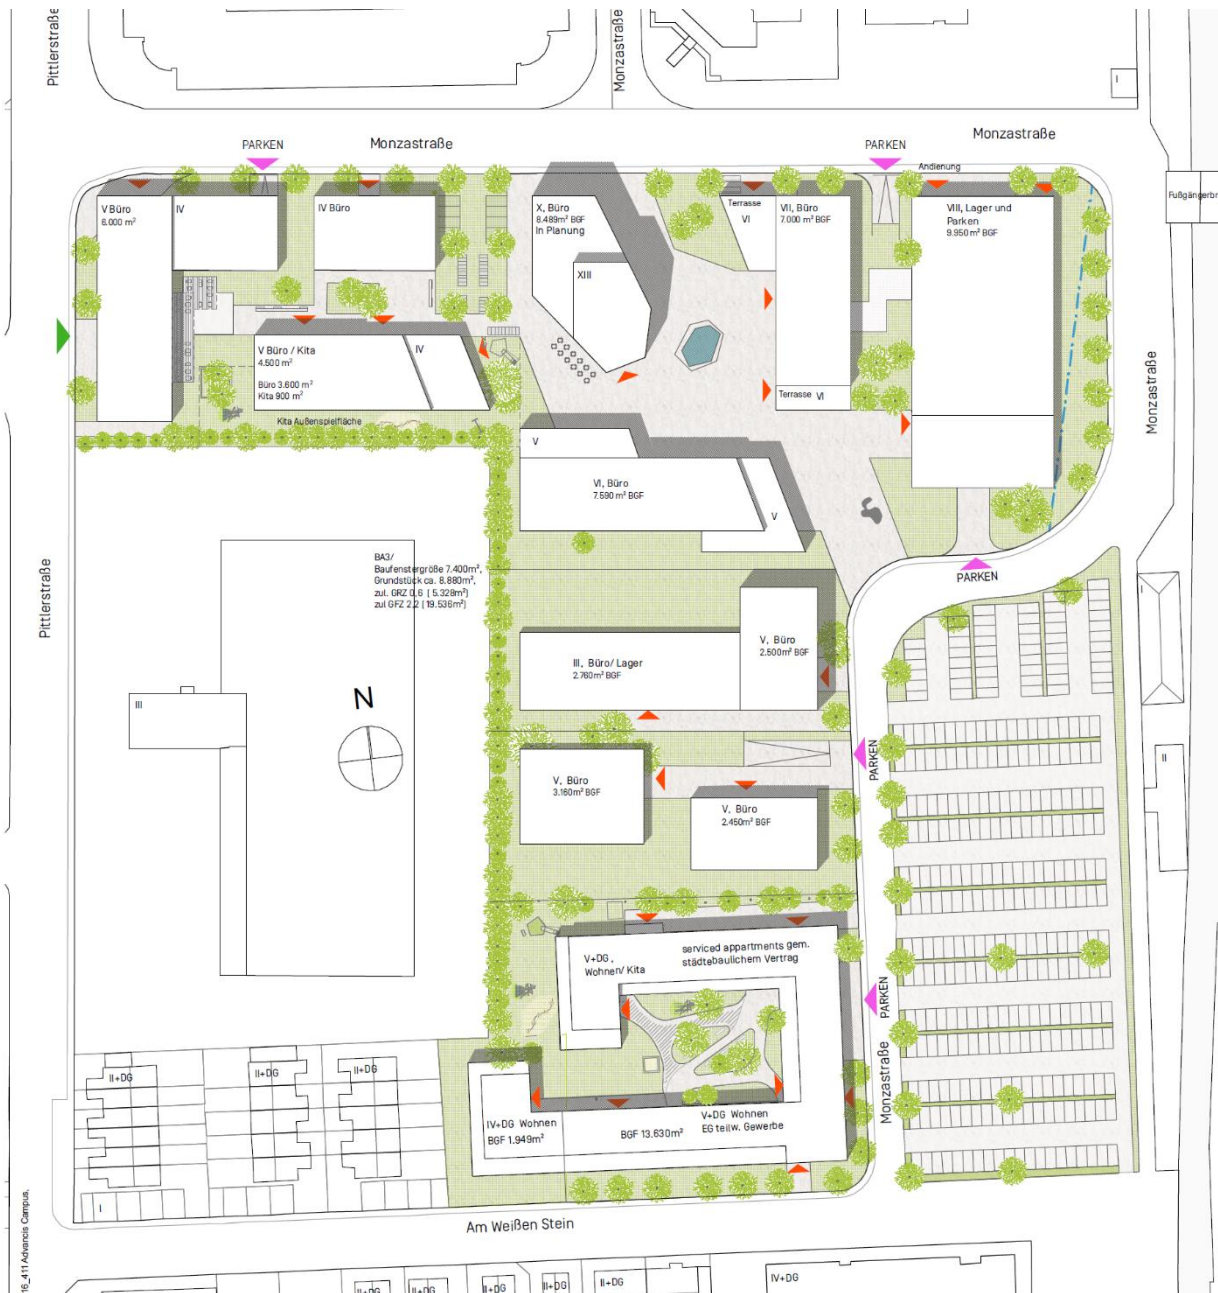 Pittlerstraße
Monzastraße
I
PARKEN
Monzastraße
PARKEN
Monzastraße
Andienung
V Büro
6.000 m²
IV
IV Büro
X, Büro
8.489m² BGF
In Planung
XIII
Terrasse
VI
VII, Büro
7.000 m² BGF
VIII, Lager und
Parken
9.950m² BGF
Fußgängerbr
V Büro / Kita
4.500 m²
Büro 3.600 m²
Kita 900 m²
IV
Kita Außenspielfläche
Terrasse VI
Monzastraße
V
VI, Büro
7.590 m² BGF
V
BA3/
Baufenstergröße 7.400m²,
Grundstück ca. 8.880m²,
zul. GRZ 0,6 [ 5.328m²]
zul GFZ 2,2 [19.536m²]
Pittlerstraße
PARKEN
I
V, Büro
2.500m² BGF
III, Büro/ Lager
2.760m² BGF
III
N
PARKEN
II
V, Büro
3.160m² BGF
V, Büro
2.450m² BGF
V+DG ,
Wohnen/ Kita
serviced appartments gem.
städtebaulichem Vertrag
PARKEN
Monzastraße
II+DG
II+DG
II+DG
IV+DG Wohnen
BGF 1.949m²
BGF 13.630m²
V+DG Wohnen
EG teilw. Gewerbe
I
Am Weißen Stein
16_411 Advancis Campus,
II+DG
II+DG
II+DG
II+DG
II+DG
IV+DG